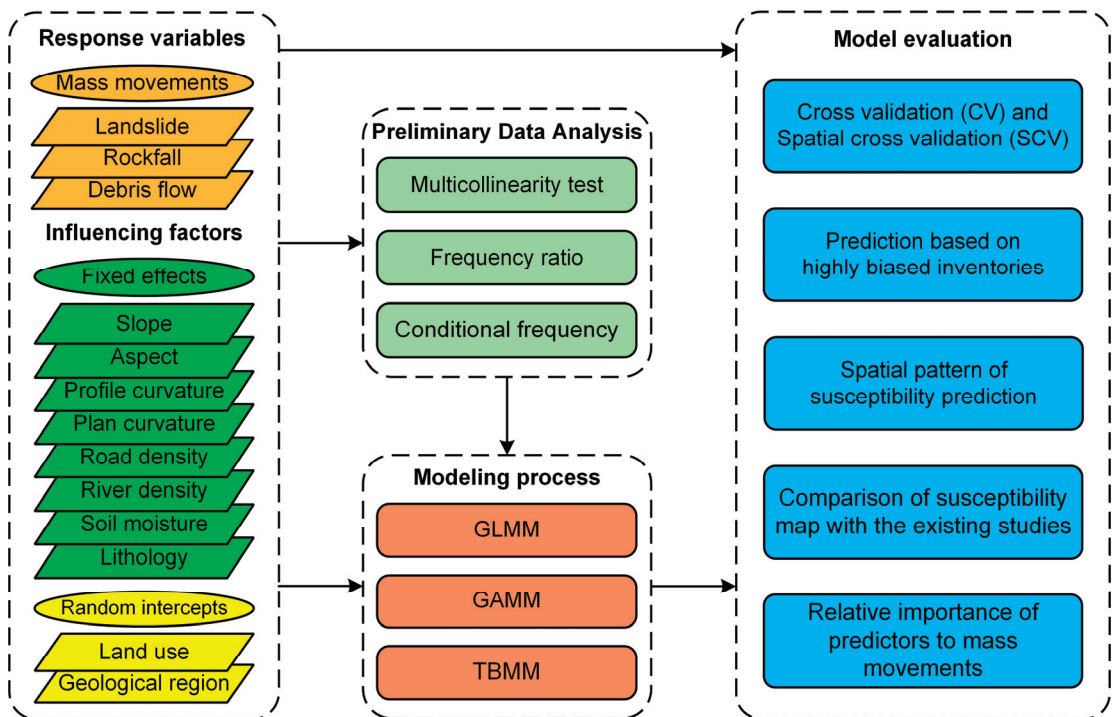 Response variables
Mass movements
Landslide
Rockfall
Debris flow
Influencing factors
Fixed effects
Slope
Aspect
Profile curvature
Plan curvature
Road density
River density
Soil moisture
Lithology
Random intercepts
Land use
Geological region
Preliminary Data Analysis
Multicollinearity test
Frequency ratio
Conditional frequency
Modeling process
GLMM
GAMM
TBMM
Model evaluation
Cross validation (CV) and
Spatial cross validation (SCV)
Prediction based on
highly biased inventories
Spatial pattern of
susceptibility prediction
Comparison of susceptibility
map with the existing studies
Relative importance of
predictors to mass
movements